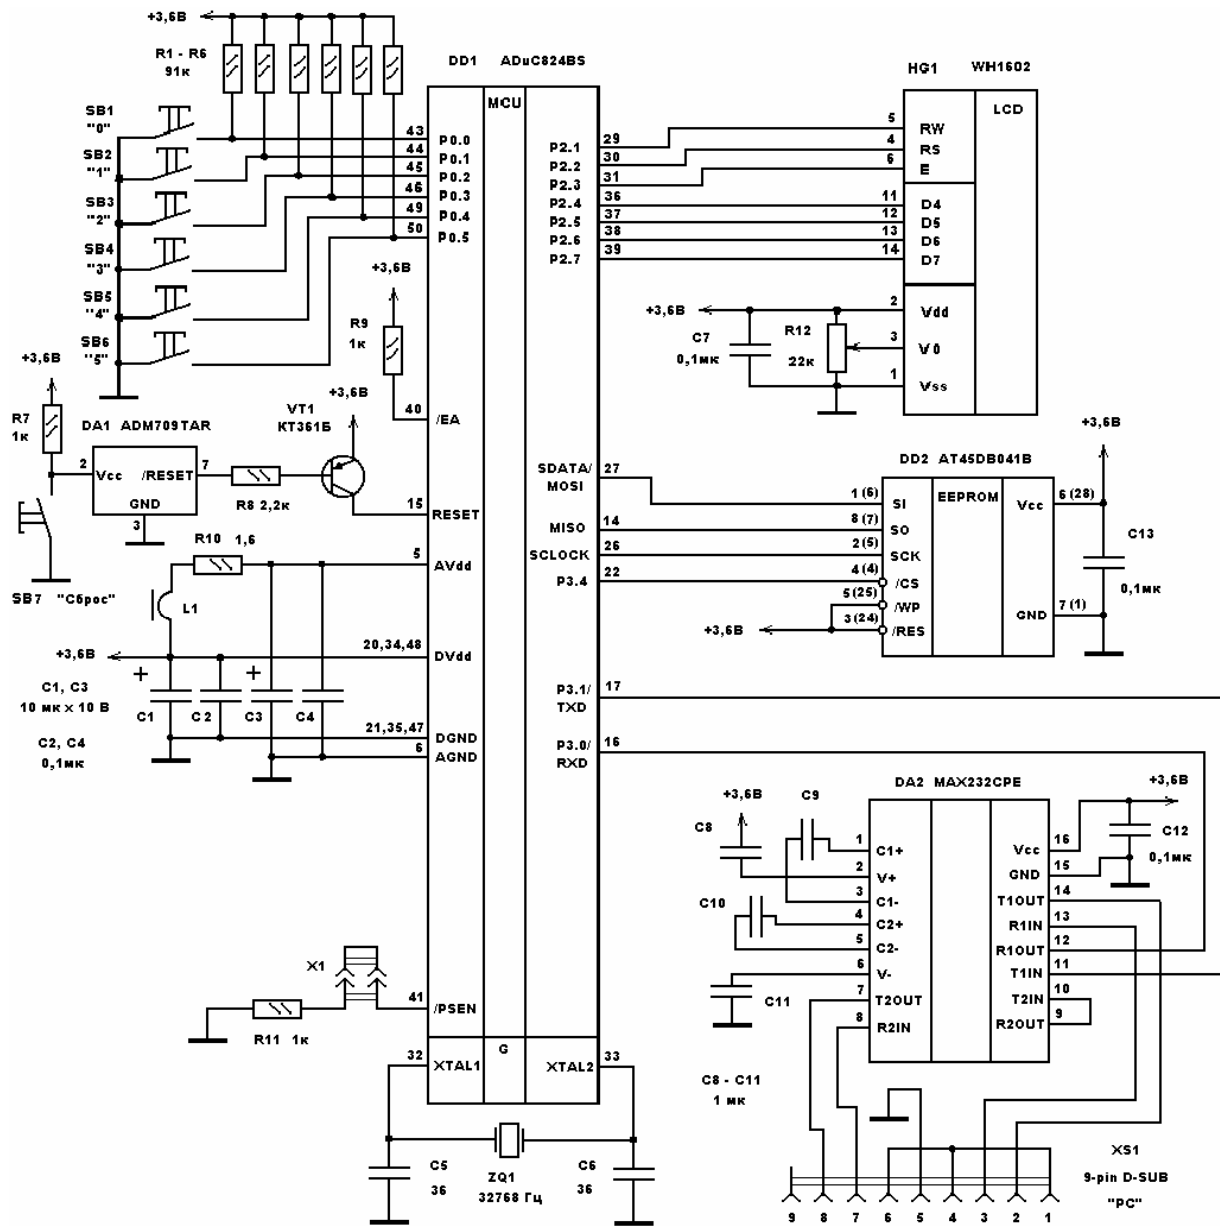 +3,6В
R1 - R6
91к
DD1 ADuC824BS
MCU
HG1 WH1602
LCD
SB1
"0"
SB2
"1"
SB3
"2"
SB4
"3"
SB5
"4"
SB6
"5"
43
44
45
46
49
50
P0.0
P0.1
P0.2
P0.3
P0.4
P0.5
P2.1
P2.2
P2.3
P2.4
P2.5
P2.6
P2.7
29
30
31
36
37
38
39
5
4
6
11
12
13
14
RW
RS
E
D4
D5
D6
D7
+3,6В
R9
1к
40
/EA
+3,6В
C7
0,1мк
R12
22к
2
3
1
Vdd
V0
Vss
+3,6В
R7
1к
DA1 ADM709TAR
2
Vcc
/RESET
7
GND
3
R8 2,2к
VT1
КТ361Б
+3,6В
15
RESET
SB7 "Сброс"
R10 1,6
5
AVdd
L1
+3,6В
20,34,48
DVdd
+
+
C1, C3
10 мк x 10 В
C1
C2
C3
C4
C2, C4
0,1мк
21,35,47
DGND
6
AGND
SDATA/
MOSI
27
MISO
14
SCLOCK
26
P3.4
22
DD2 AT45DB041B
EEPROM
1 (6)
SI
8 (7)
SO
2 (5)
SCK
4 (4)
/CS
5 (25)
/WP
3 (24)
/RES
+3,6В
Vcc
6 (28)
GND
7 (1)
+3,6В
C13
0,1мк
P3.1/
TXD
17
P3.0/
RXD
16
DA2 MAX232CPE
+3,6В
C8
C9
C10
C11
1
2
3
4
5
6
7
8
C1+
V+
C1-
C2+
C2-
V-
T2OUT
R2IN
Vcc
GND
T1OUT
R1IN
R1OUT
T1IN
T2IN
R2OUT
16
15
14
13
12
11
10
9
+3,6В
C12
0,1мк
C8 - C11
1 мк
X1
R11 1к
41
/PSEN
G
32
XTAL1
XTAL2
33
C5
36
ZQ1
32768 Гц
C6
36
XS1
9-pin D-SUB
"PC"
9 8 7 6 5 4 3 2 1